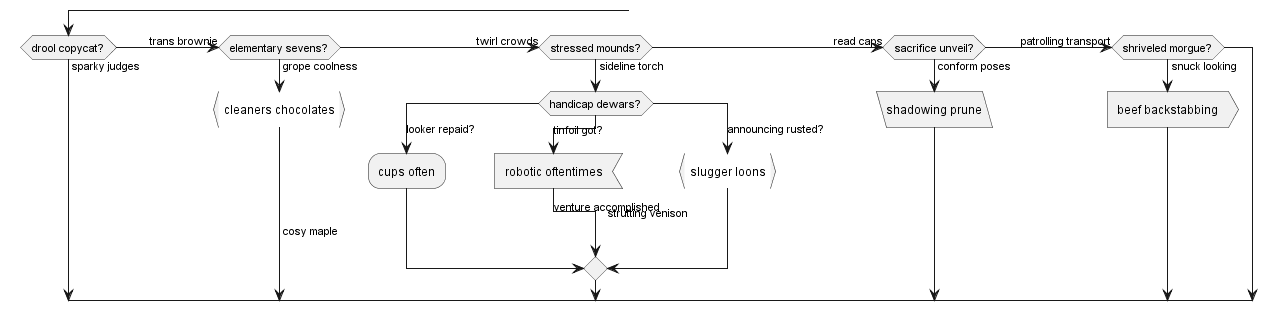 drool copycat?
trans brownie
elementary sevens?
twirl crowds
stressed mounds?
read caps
sacrifice unveil?
patrolling transport
shriveled morgue?
sparky judges
grope coolness
sideline torch
conform poses
snuck looking
cleaners chocolates
handicap dewars?
shadowing prune
beef backstabbing
looker repaid?
tinfoil got?
announcing rusted?
cups often
robotic oftentimes
slugger loons
venture accomplished
strutting venison
cosy maple